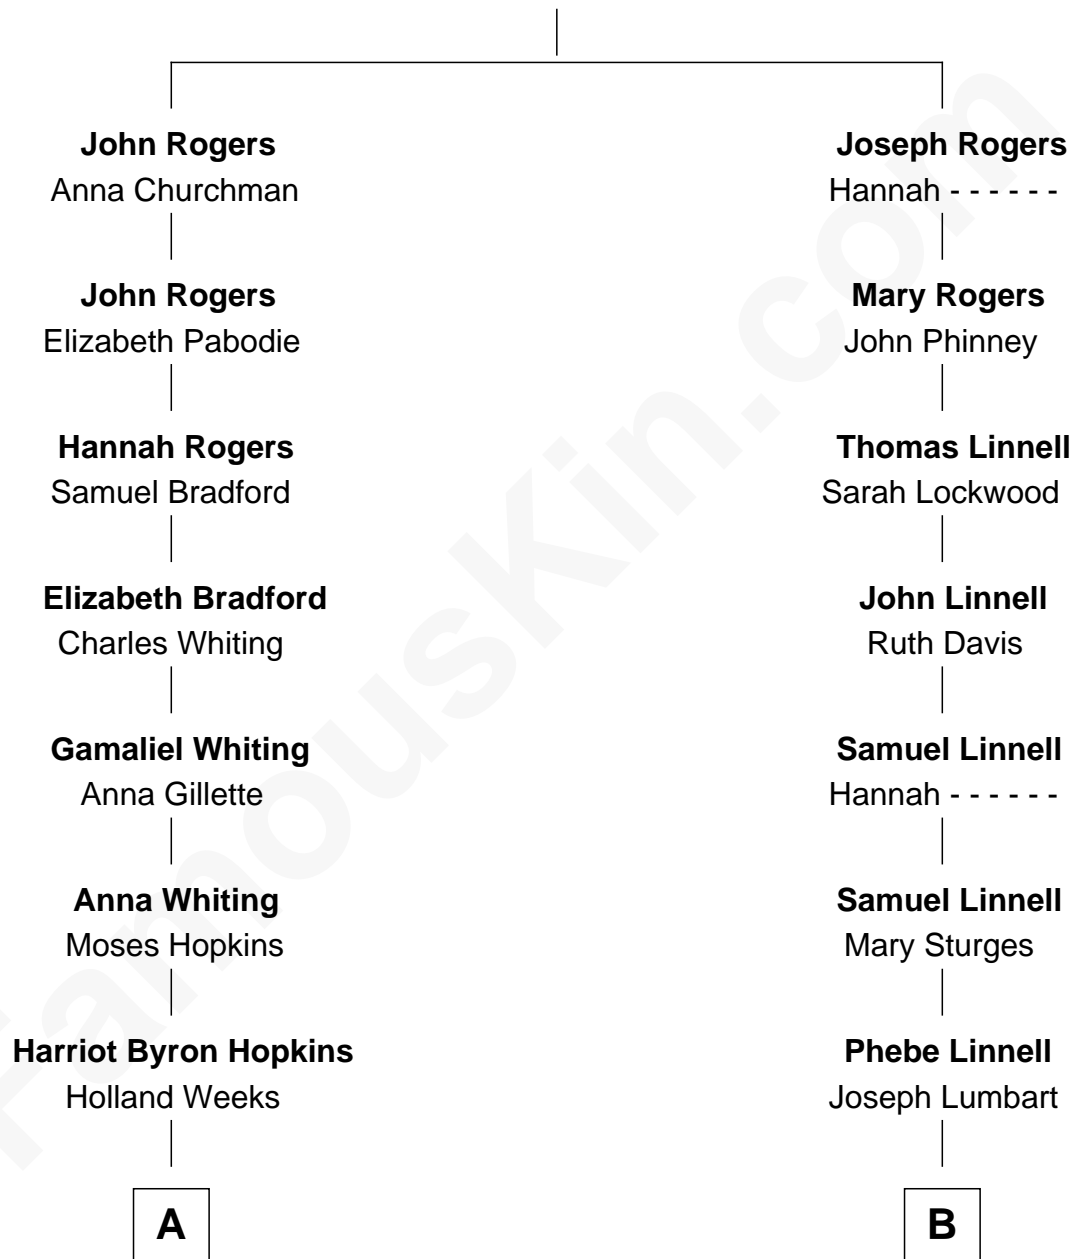 John Rogers
Anna Churchman
Joseph Rogers
Hannah - - - - - -
John Rogers
Elizabeth Pabodie
Mary Rogers
John Phinney
Hannah Rogers
Samuel Bradford
Thomas Linnell
Sarah Lockwood
Elizabeth Bradford
Charles Whiting
John Linnell
Ruth Davis
Gamaliel Whiting
Anna Gillette
Samuel Linnell
Hannah - - - - - -
Anna Whiting
Moses Hopkins
Samuel Linnell
Mary Sturges
Harriot Byron Hopkins
Holland Weeks
Phebe Linnell
Joseph Lumbart
A
B
FamousKin.com